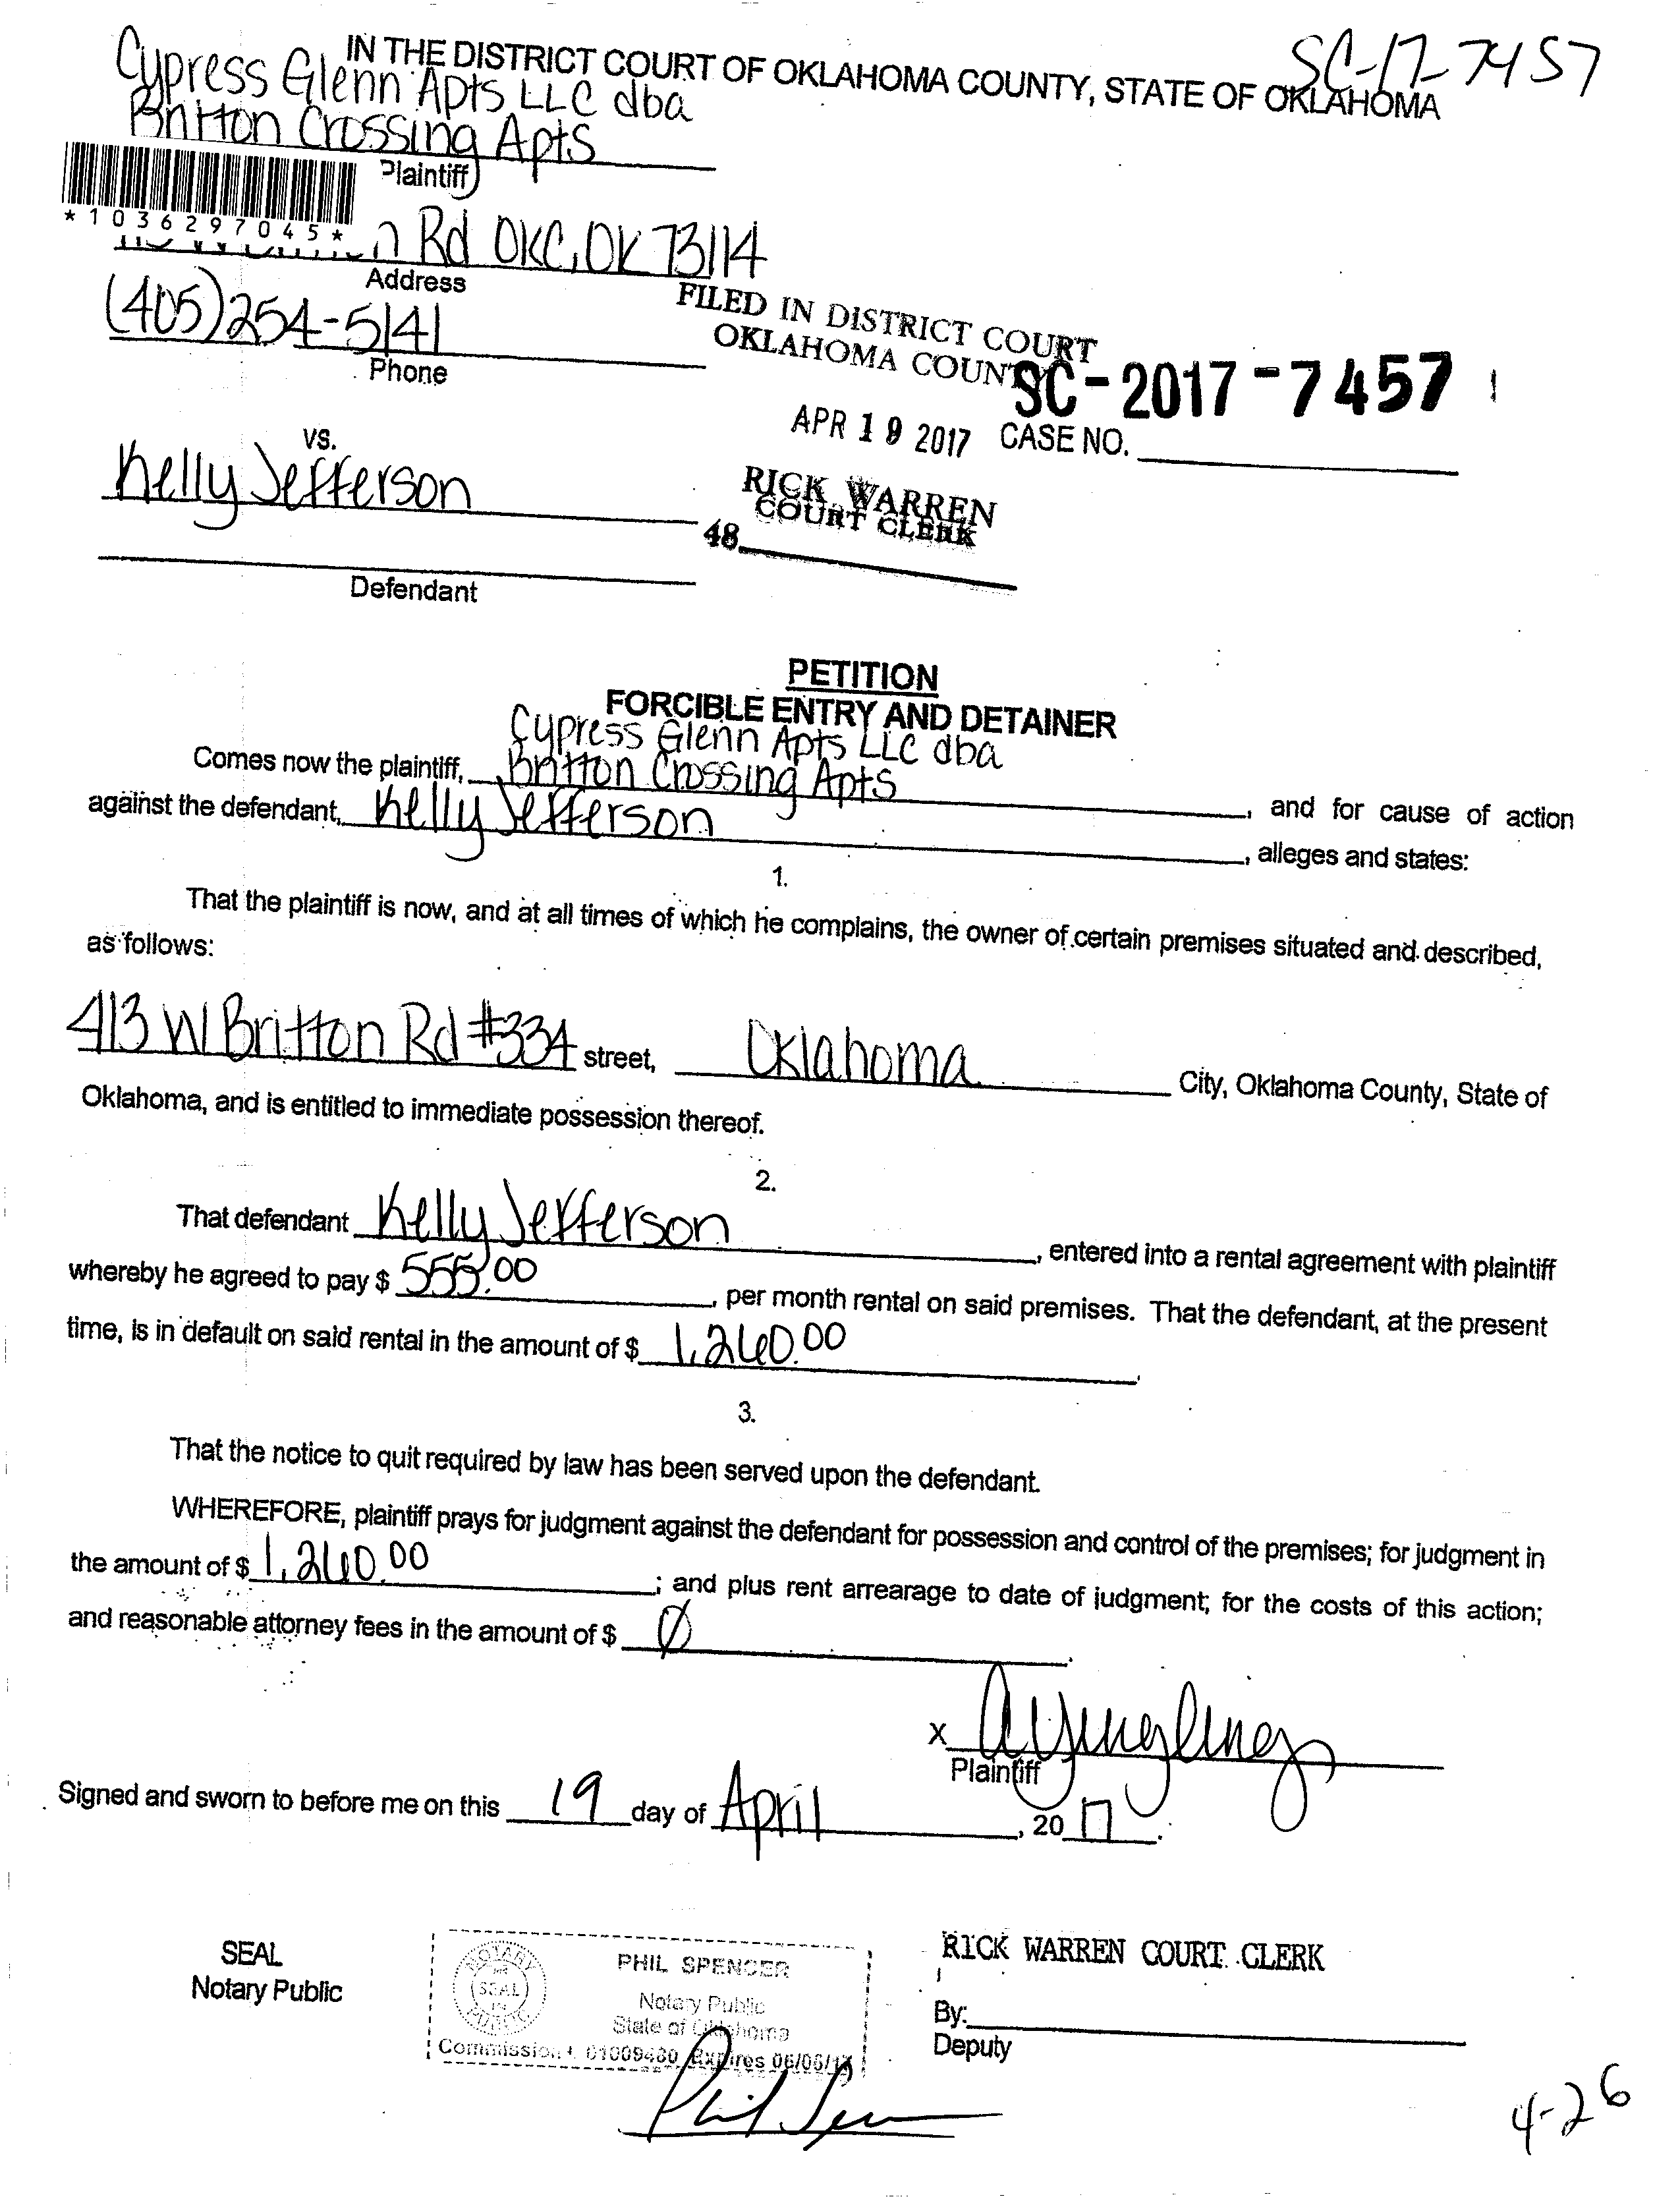 SC-17-7457
IN THE DISTRICT COURT OF OKLAHOMA COUNTY, STATE OF OKLAHOMA
Cypress Glenn Apts LLC dba
Britton Crossing Apts
Plaintiff
*1036297045*
Rd OKC, OK 73114
Address
(405)254-5141
Phone
FILED IN DISTRICT COURT
OKLAHOMA COUNTY
SC-2017-7457
APR 19 2017
CASE NO.
vs.
Kelly Jefferson
RICK WARREN
COURT CLERK
48
Defendant
PETITION
FORCIBLE ENTRY AND DETAINER
Cypress Glenn Apts LLC dba
Comes now the plaintiff, Britton Crossing Apts, and for cause of action
against the defendant, Kelly Jefferson, alleges and states:
1.
That the plaintiff is now, and at all times of which he complains, the owner of certain premises situated and described,
as follows:
413 W Britton Rd #334 street, Oklahoma City, Oklahoma County, State of
Oklahoma, and is entitled to immediate possession thereof.
2.
That defendant Kelly Jefferson, entered into a rental agreement with plaintiff
whereby he agreed to pay $ 555.00, per month rental on said premises. That the defendant, at the present
time, is in default on said rental in the amount of $ 1,260.00.
3.
That the notice to quit required by law has been served upon the defendant.
WHEREFORE, plaintiff prays for judgment against the defendant for possession and control of the premises; for judgment in
the amount of $ 1,260.00; and plus rent arrearage to date of judgment; for the costs of this action;
and reasonable attorney fees in the amount of $ Ø.
x A Yingling
Plaintiff
Signed and sworn to before me on this 19 day of April, 2017.
SEAL
Notary Public
NOTARY PUBLIC
SEAL
PHIL SPENCER
Notary Public
State of Oklahoma
Commission # 01009480 Expires 06/06/17
Phil Spencer
RICK WARREN COURT CLERK
By:
Deputy
4-26